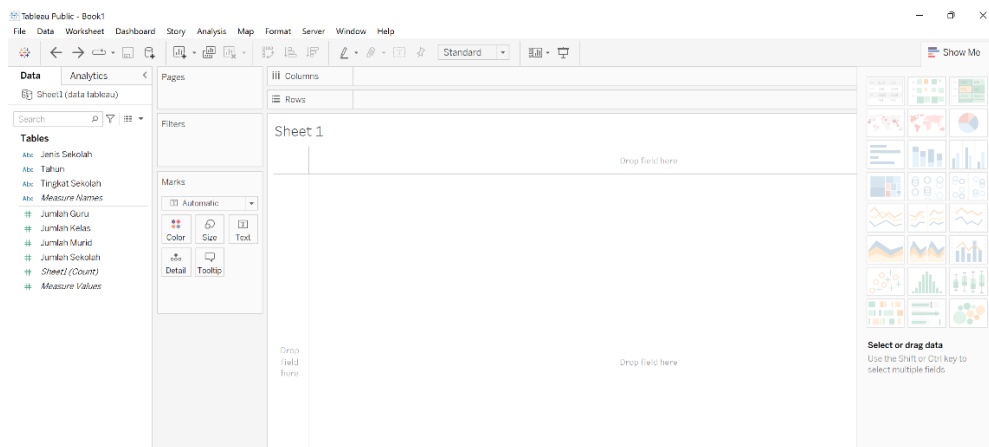 Tableau Public - Book1
File Data Worksheet Dashboard Story Analysis Map Format Server Window Help
Standard
Show Me
Data Analytics
Sheet1 (data tableau)
Search
Tables
Abc Jenis Sekolah
Abc Tahun
Abc Tingkat Sekolah
Abc Measure Names
# Jumlah Guru
# Jumlah Kelas
# Jumlah Murid
# Jumlah Sekolah
# Sheet1 (Count)
# Measure Values
Pages
Filters
Marks
Automatic
Color Size Text
Detail Tooltip
Columns
Rows
Sheet 1
Drop field here
Drop
field
here
Drop field here
Select or drag data
Use the Shift or Ctrl key to
select multiple fields